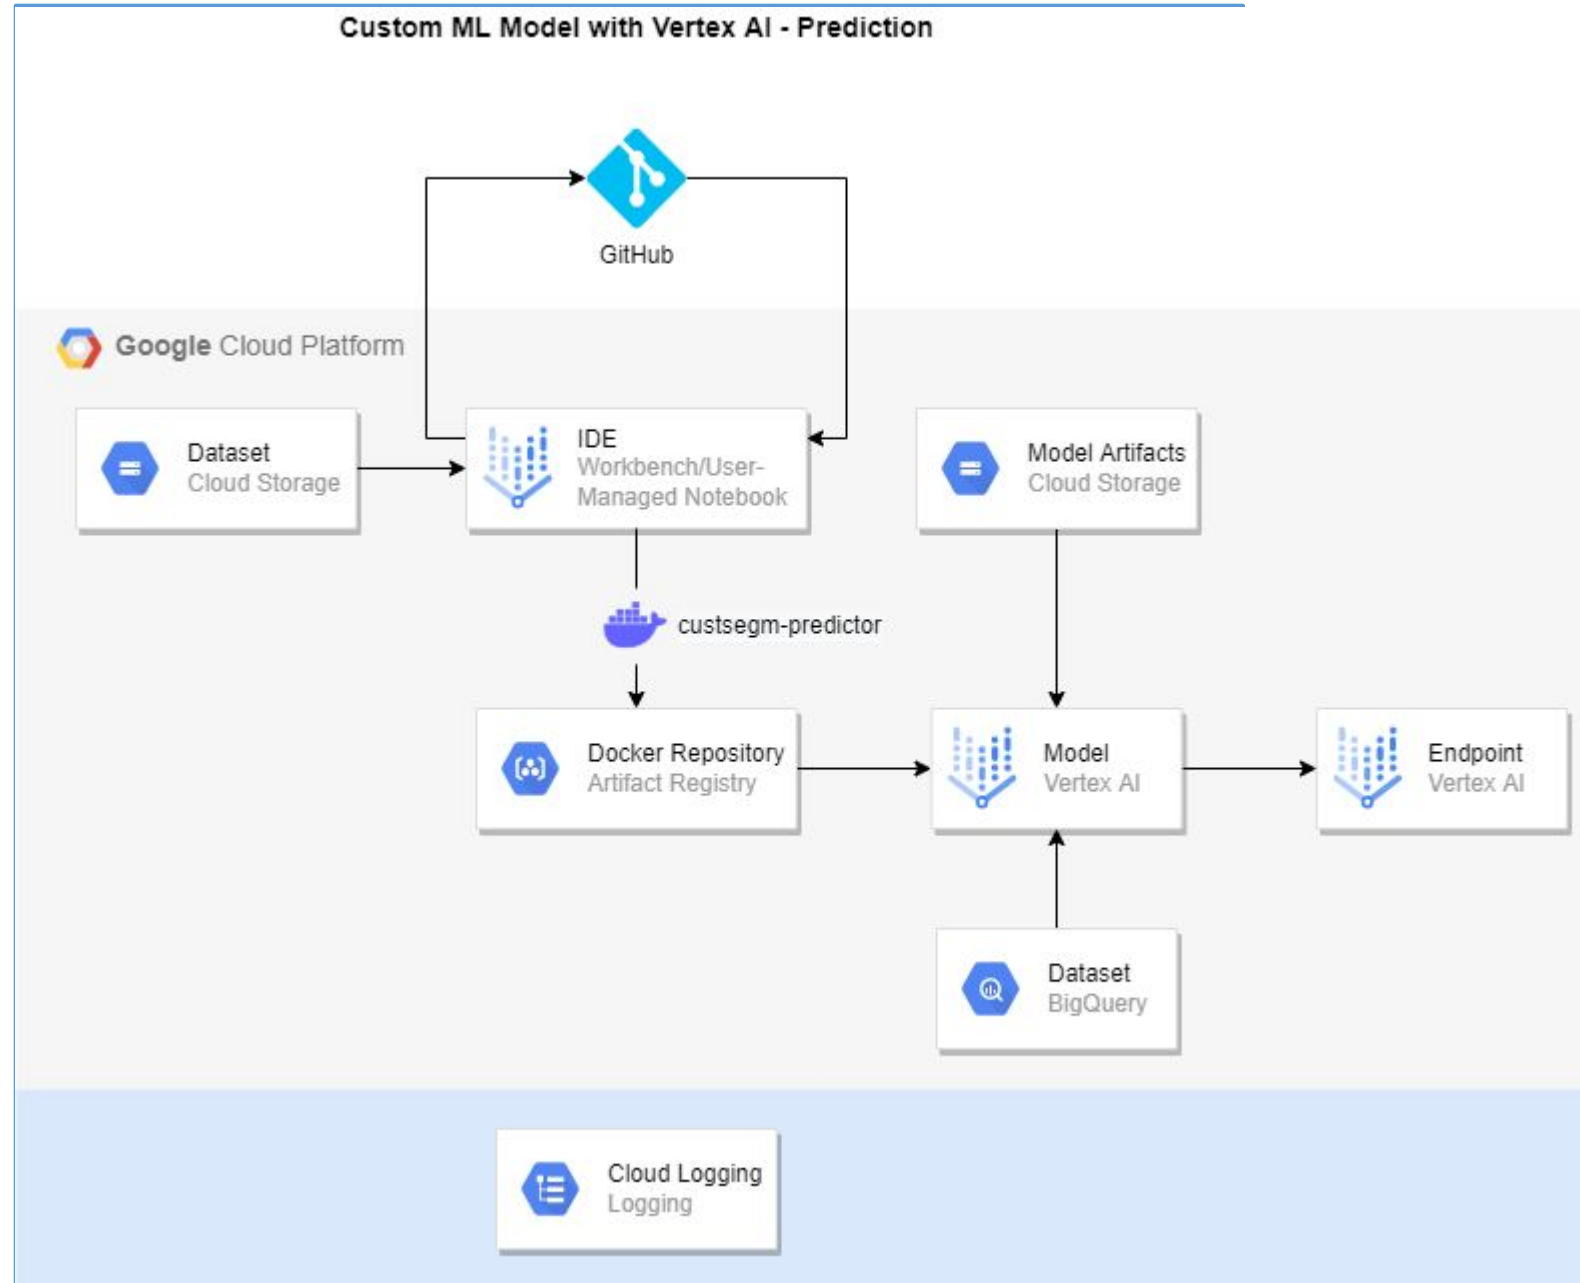 Custom ML Model with Vertex AI - Prediction
GitHub
Google Cloud Platform
Dataset
Cloud Storage
IDE
Workbench/User-
Managed Notebook
Model Artifacts
Cloud Storage
custsegm-predictor
Docker Repository
Artifact Registry
Model
Vertex AI
Endpoint
Vertex AI
Dataset
BigQuery
Cloud Logging
Logging